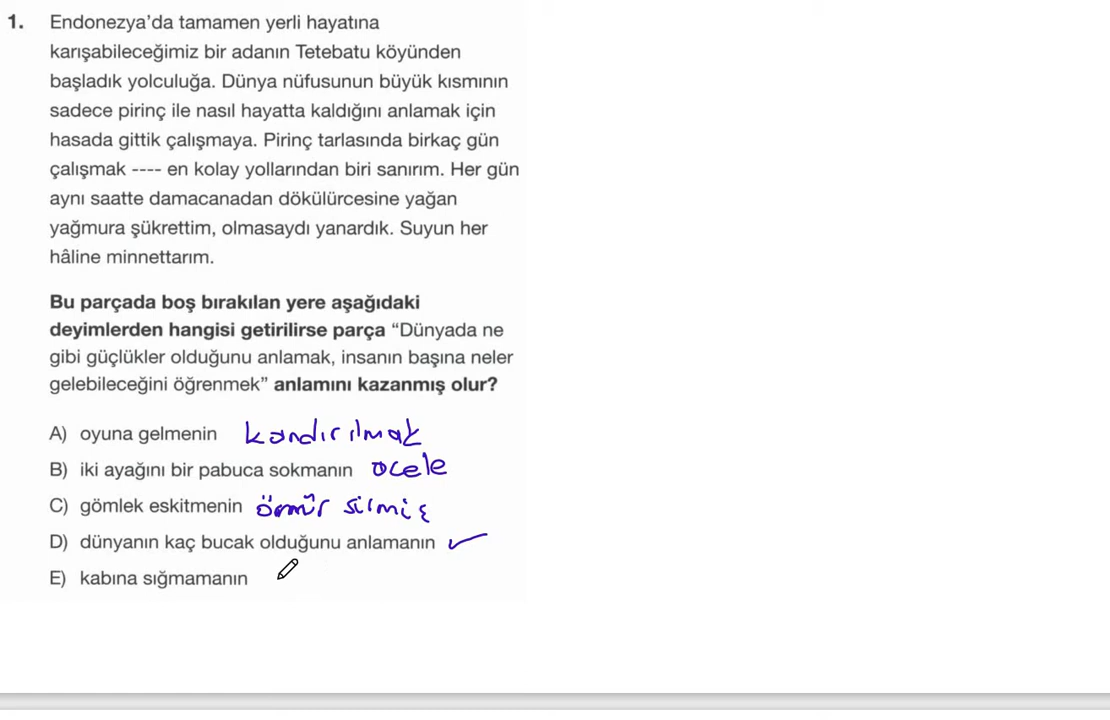 1. Endonezya'da tamamen yerli hayatına
karışabileceğimiz bir adanın Tetebatu köyünden
başladık yolculuğa. Dünya nüfusunun büyük kısmının
sadece pirinç ile nasıl hayatta kaldığını anlamak için
hasada gittik çalışmaya. Pirinç tarlasında birkaç gün
çalışmak ---- en kolay yollarından biri sanırım. Her gün
aynı saatte damacanadan dökülürcesine yağan
yağmura şükrettim, olmasaydı yanardık. Suyun her
hâline minnettarım.
Bu parçada boş bırakılan yere aşağıdaki
deyimlerden hangisi getirilirse parça “Dünyada ne
gibi güçlükler olduğunu anlamak, insanın başına neler
gelebileceğini öğrenmek” anlamını kazanmış olur?
A) oyuna gelmenin kandırılmak
B) iki ayağını bir pabuca sokmanın acele
C) gömlek eskitmenin ömür
D) dünyanın kaç bucak olduğunu anlamanın
E) kabına sığmamanın